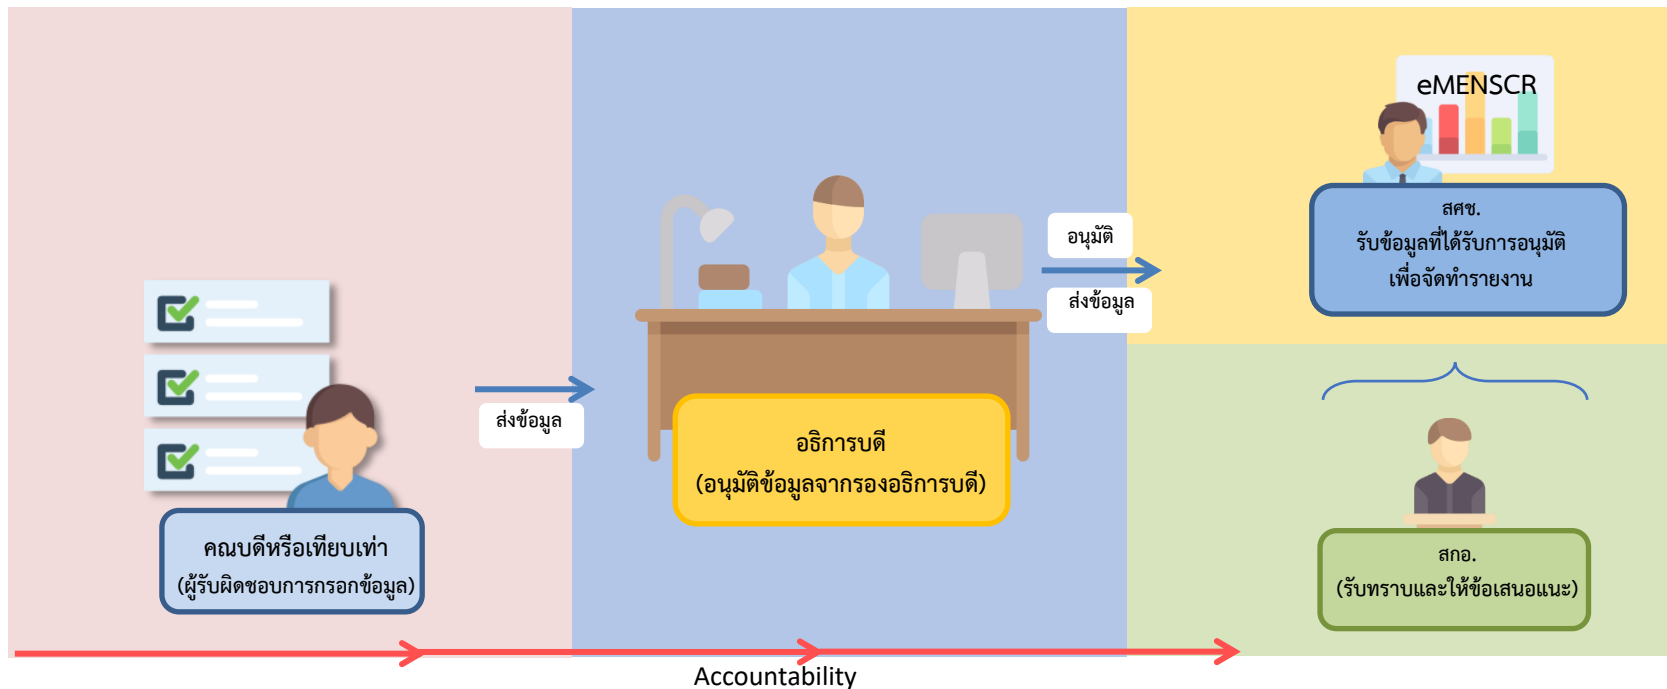 คณบดีหรือเทียบเท่า
(ผู้รับผิดชอบการกรอกข้อมูล)
ส่งข้อมูล
อธิการบดี
(อนุมัติข้อมูลจากรองอธิการบดี)
อนุมัติ
ส่งข้อมูล
eMENSCR
สศช.
รับข้อมูลที่ได้รับการอนุมัติ
เพื่อจัดทำรายงาน
สกอ.
(รับทราบและให้ข้อเสนอแนะ)
Accountability